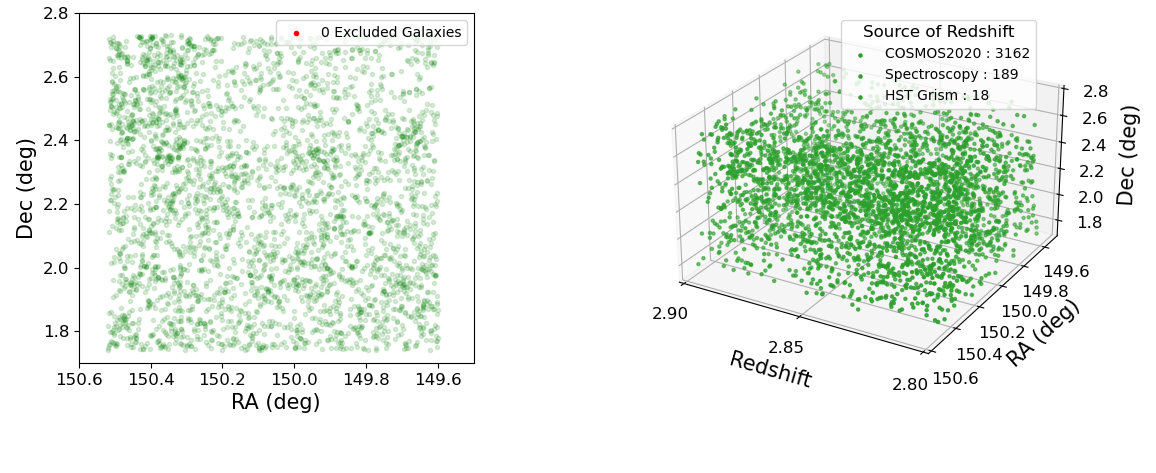 0 Excluded Galaxies
2.8
2.6
2.4
2.2
2.0
1.8
Dec (deg)
150.6 150.4 150.2 150.0 149.8 149.6
RA (deg)
Source of Redshift
COSMOS2020 : 3162
Spectroscopy : 189
HST Grism : 18
2.8
2.6
2.4
2.2
2.0
1.8
Dec (deg)
149.6
149.8
150.0
150.2
150.4
150.6
RA (deg)
2.90
2.85
2.80
Redshift